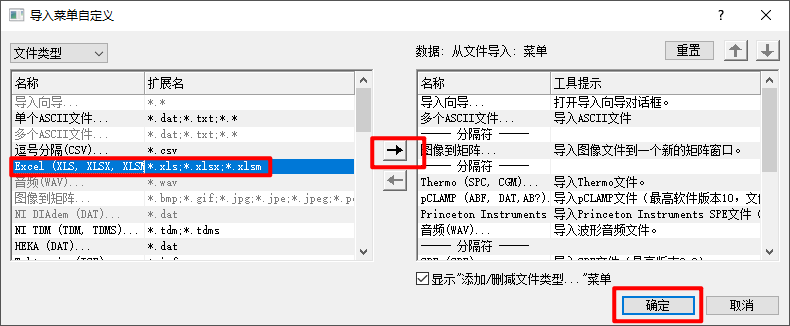 导入菜单自定义
文件类型
数据: 从文件导入: 菜单
重置
名称 扩展名
导入向导... *.*
单个ASCII文件... *.dat;*.txt;*.*
多个ASCII文件... *.dat;*.txt;*.*
逗号分隔(CSV)... *.csv
Excel (XLS, XLSX, XLSM *.xls;*.xlsx;*.xlsm
音频(WAV)... *.wav
图像到矩阵... *.bmp;*.gif;*.jpg;*.jpe;*.jpeg;*.pc
NI DIAdem (DAT)... *.dat
NI TDM (TDM, TDMS)... *.tdm;*.tdms
HEKA (DAT)... *.dat
名称 工具提示
导入向导... 打开导入向导对话框。
多个ASCII文件... 导入ASCII文件
—— 分隔符 ——
图像到矩阵... 导入图像文件到一个新的矩阵窗口。
—— 分隔符 ——
Thermo (SPC, CGM)... 导入Thermo文件。
pCLAMP (ABF, DAT,AB?)... 导入pCLAMP文件（最高软件版本10, 文
Princeton Instruments 导入Princeton Instruments SPE文件（
音频(WAV)... 导入波形音频文件。
—— 分隔符 ——
显示"添加/删减文件类型..."菜单
确定
取消